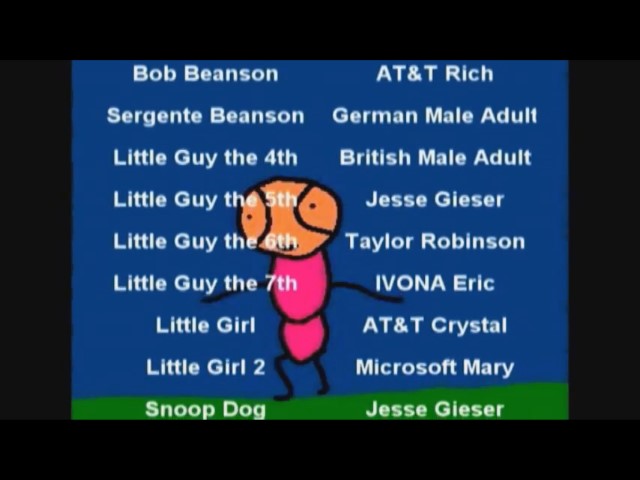 Bob Beanson AT&T Rich
Sergente Beanson German Male Adult
Little Guy the 4th British Male Adult
Little Guy the 5th Jesse Gieser
Little Guy the 6th Taylor Robinson
Little Guy the 7th IVONA Eric
Little Girl AT&T Crystal
Little Girl 2 Microsoft Mary
Snoop Dog Jesse Gieser